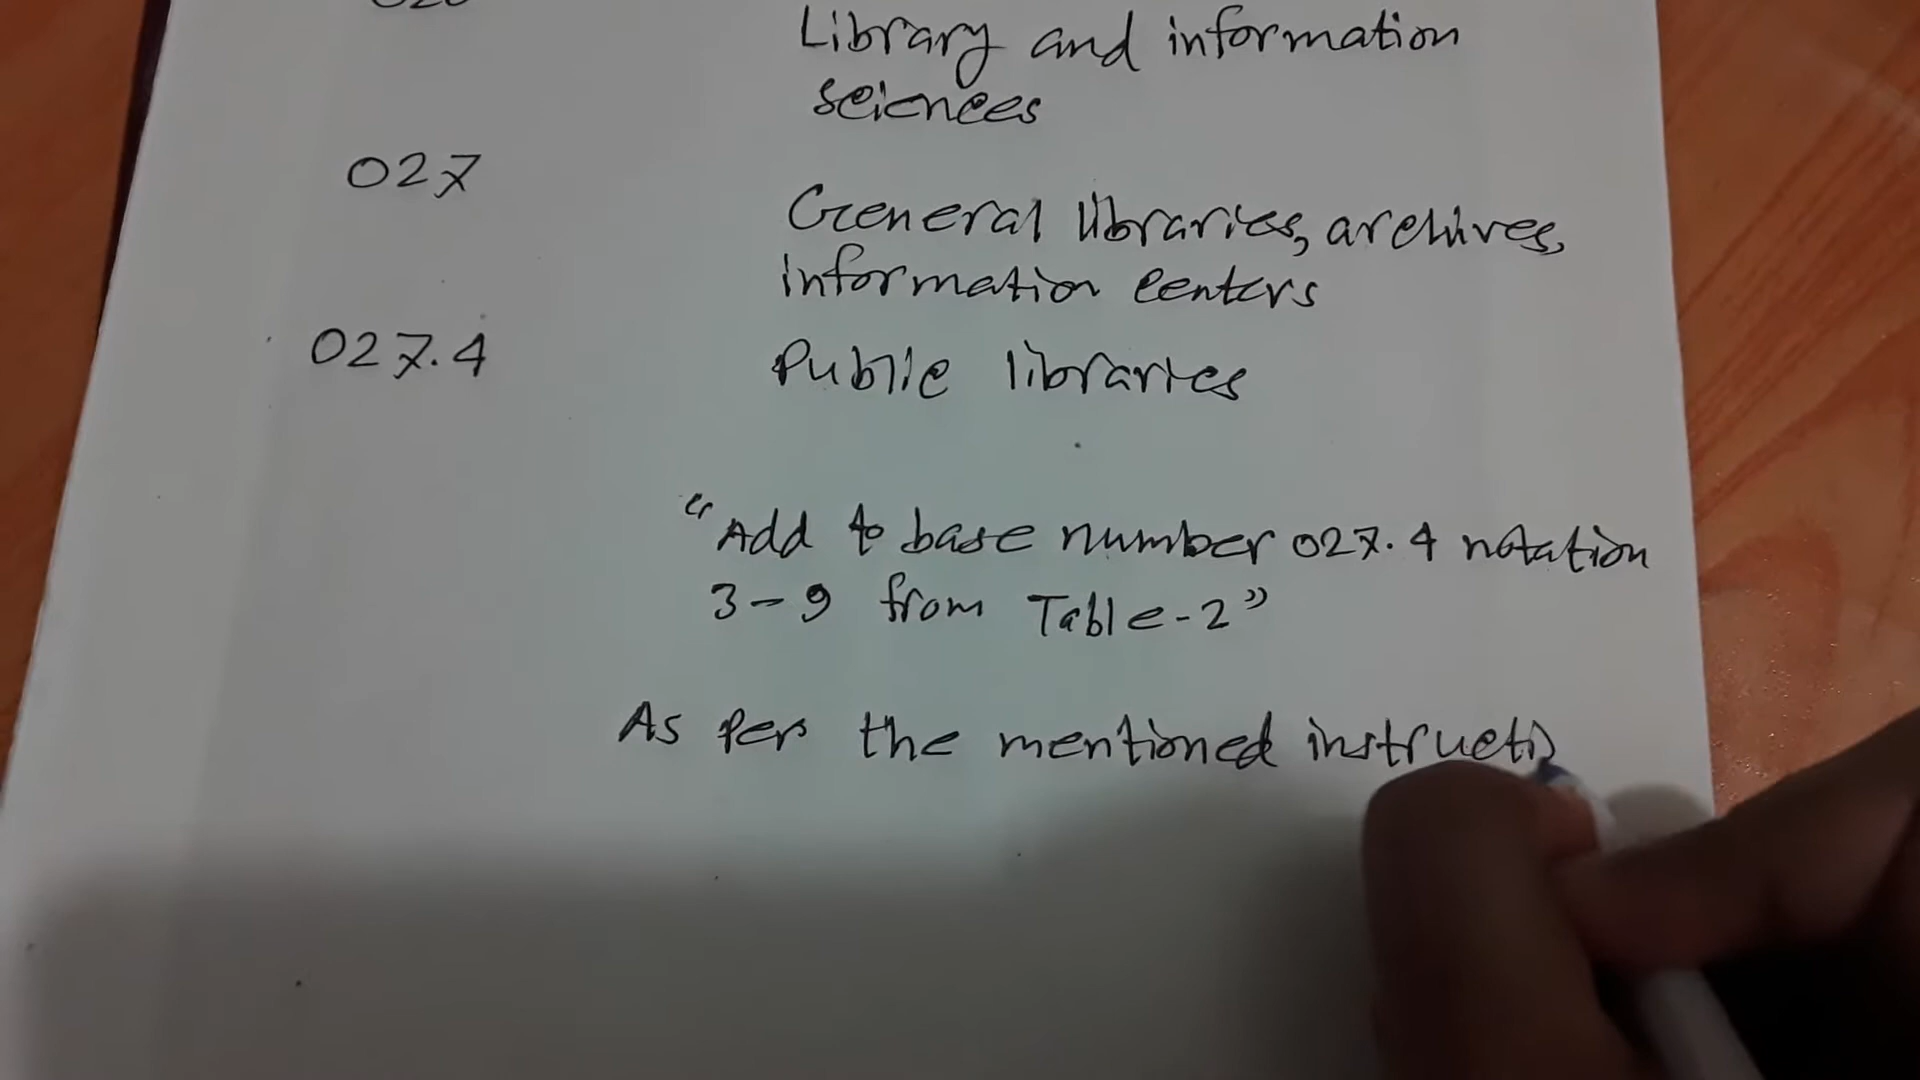 Library and information
sciences
027
General libraries, archives,
information centers
027.4 Public libraries
"Add to base number 027.4 notation
3-9 from Table-2"
As per the mentioned instructio